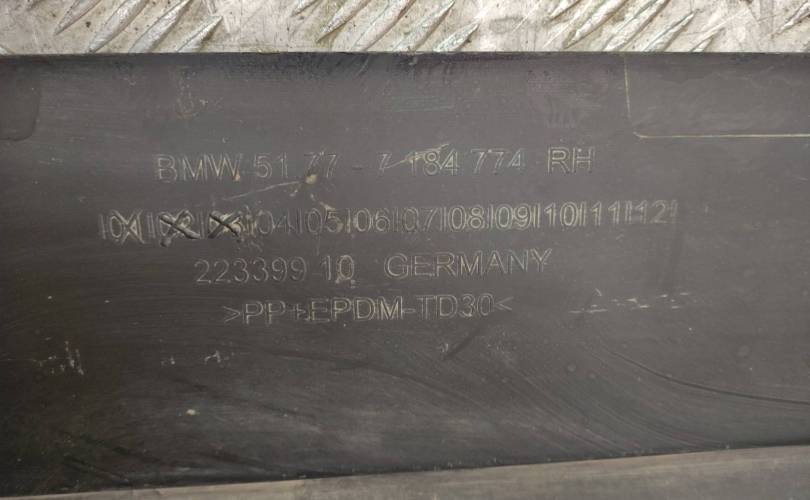 BMW 51 77 - 7 184 774 RH
|01|02|03|04|05|06|07|08|09|10|11|12|
223399 10 GERMANY
>PP+EPDM-TD30<